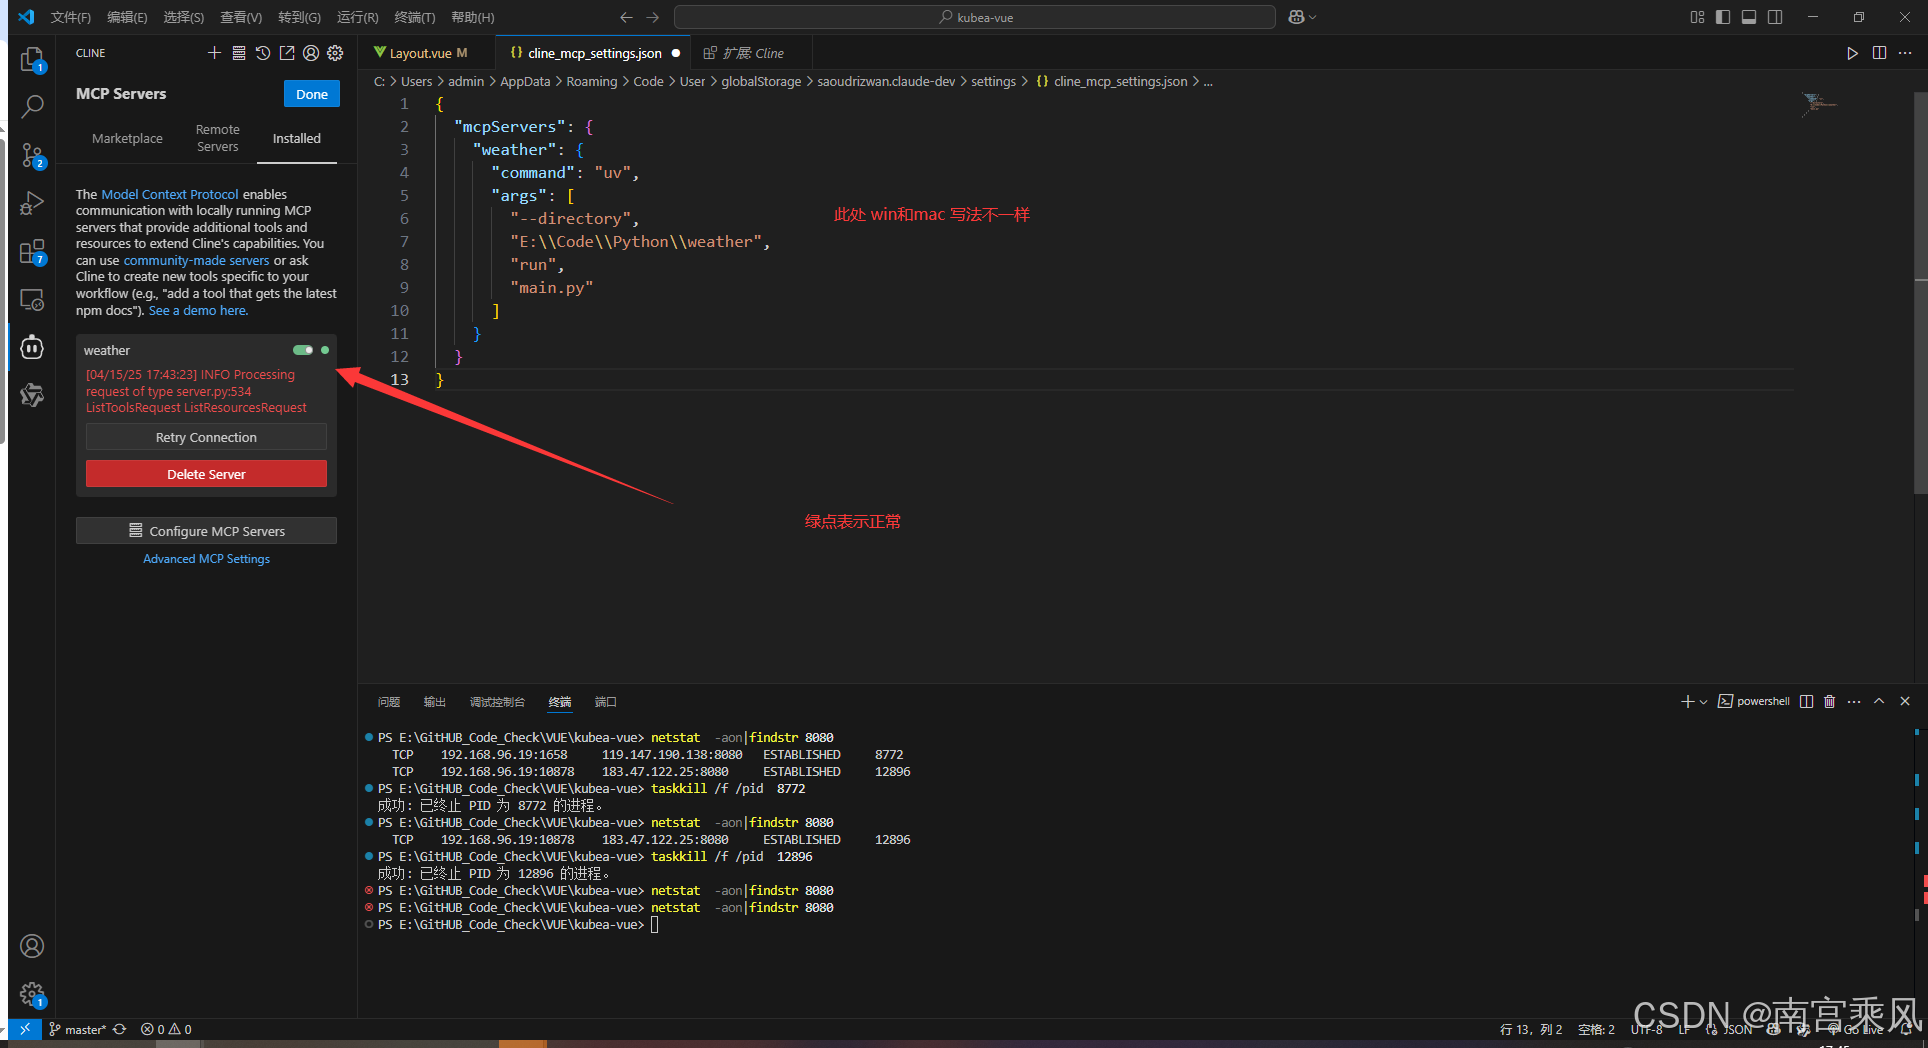 文件(F) 编辑(E) 选择(S) 查看(V) 转到(G) 运行(R) 终端(T) 帮助(H)
kubea-vue
CLINE
MCP Servers
Done
Marketplace
Remote Servers
Installed
The Model Context Protocol enables
communication with locally running MCP
servers that provide additional tools and
resources to extend Cline's capabilities. You
can use community-made servers or ask
Cline to create new tools specific to your
workflow (e.g., "add a tool that gets the latest
npm docs"). See a demo here.
weather
[04/15/25 17:43:23] INFO Processing
request of type server.py:534
ListToolsRequest ListResourcesRequest
Retry Connection
Delete Server
Configure MCP Servers
Advanced MCP Settings
1
2
7
1
Layout.vue M
{} cline_mcp_settings.json
扩展: Cline
C: > Users > admin > AppData > Roaming > Code > User > globalStorage > saoudrizwan.claude-dev > settings > {} cline_mcp_settings.json > ...
1 {
2 "mcpServers": {
3 "weather": {
4 "command": "uv",
5 "args": [
6 "--directory",
7 "E:\\Code\\Python\\weather",
8 "run",
9 "main.py"
10 ]
11 }
12 }
13 }
此处 win和mac 写法不一样
绿点表示正常
问题 输出 调试控制台 终端 端口
powershell
PS E:\GitHUB_Code_Check\VUE\kubea-vue> netstat -aon|findstr 8080
TCP 192.168.96.19:1658 119.147.190.138:8080 ESTABLISHED 8772
TCP 192.168.96.19:10878 183.47.122.25:8080 ESTABLISHED 12896
PS E:\GitHUB_Code_Check\VUE\kubea-vue> taskkill /f /pid 8772
成功: 已终止 PID 为 8772 的进程。
PS E:\GitHUB_Code_Check\VUE\kubea-vue> netstat -aon|findstr 8080
TCP 192.168.96.19:10878 183.47.122.25:8080 ESTABLISHED 12896
PS E:\GitHUB_Code_Check\VUE\kubea-vue> taskkill /f /pid 12896
成功: 已终止 PID 为 12896 的进程。
PS E:\GitHUB_Code_Check\VUE\kubea-vue> netstat -aon|findstr 8080
PS E:\GitHUB_Code_Check\VUE\kubea-vue> netstat -aon|findstr 8080
PS E:\GitHUB_Code_Check\VUE\kubea-vue>
master* 0 0
行 13, 列 2 空格: 2 UTF-8 LF {} JSON Go Live
CSDN @南宫乘风